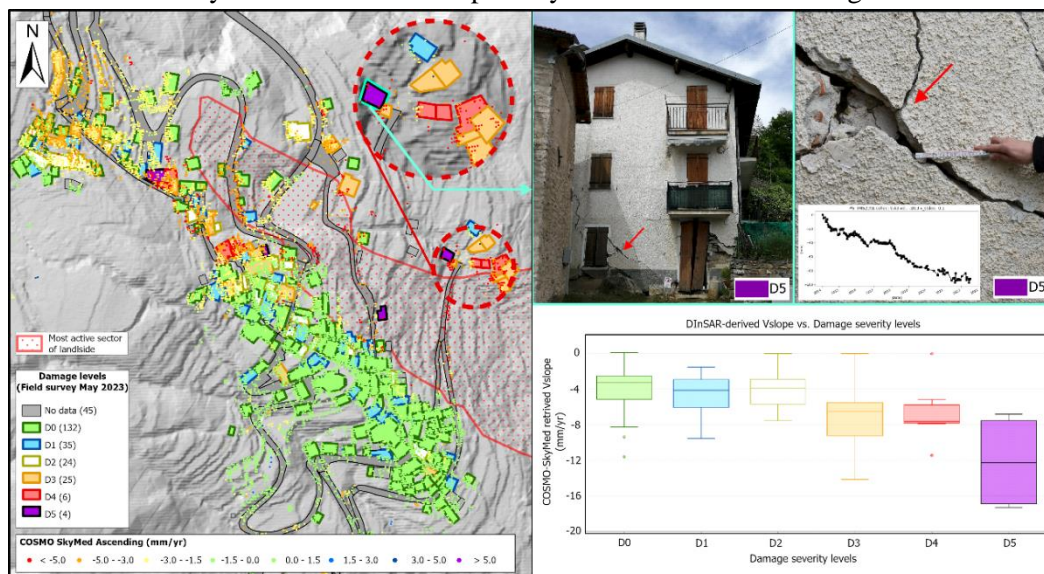 N
Most active sector
of landlside
Damage levels
(Field survey May 2023)
No data (45)
D0 (132)
D1 (35)
D2 (24)
D3 (25)
D4 (6)
D5 (4)
COSMO SkyMed Ascending (mm/yr)
< -5.0
-5.0 - -3.0
-3.0 - -1.5
-1.5 - 0.0
0.0 - 1.5
1.5 - 3.0
3.0 - 5.0
> 5.0
D5
D5
DInSAR-derived Vslope vs. Damage severity levels
COSMO-SkyMed retrived Vslope
(mm/yr)
0
-4
-8
-12
-16
-20
D0
D1
D2
D3
D4
D5
Damage severity levels